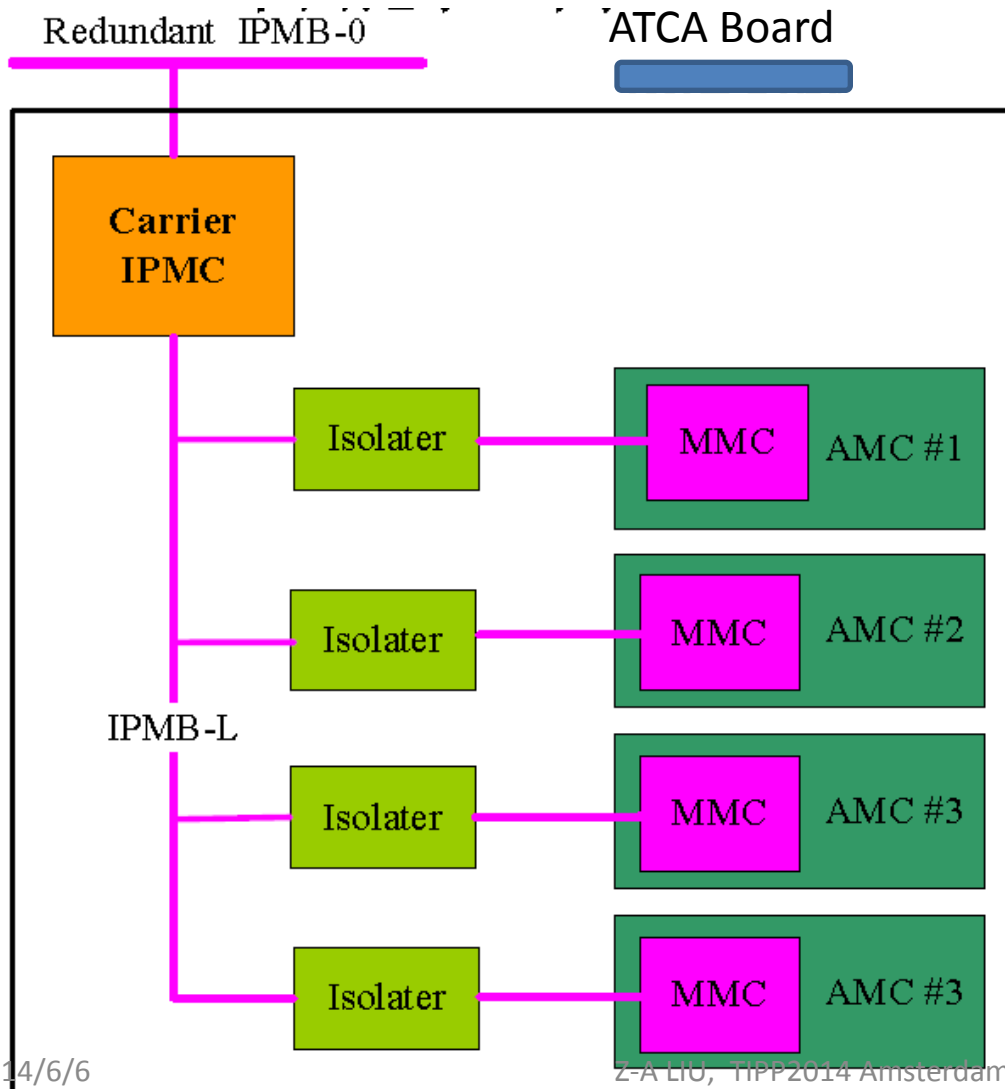 Redundant IPMB-0
ATCA Board
Carrier
IPMC
Isolater
MMC
AMC #1
Isolater
MMC
AMC #2
IPMB-L
Isolater
MMC
AMC #3
Isolater
MMC
AMC #3
14/6/6
Z-A LIU, TIPP2014 Amsterdam